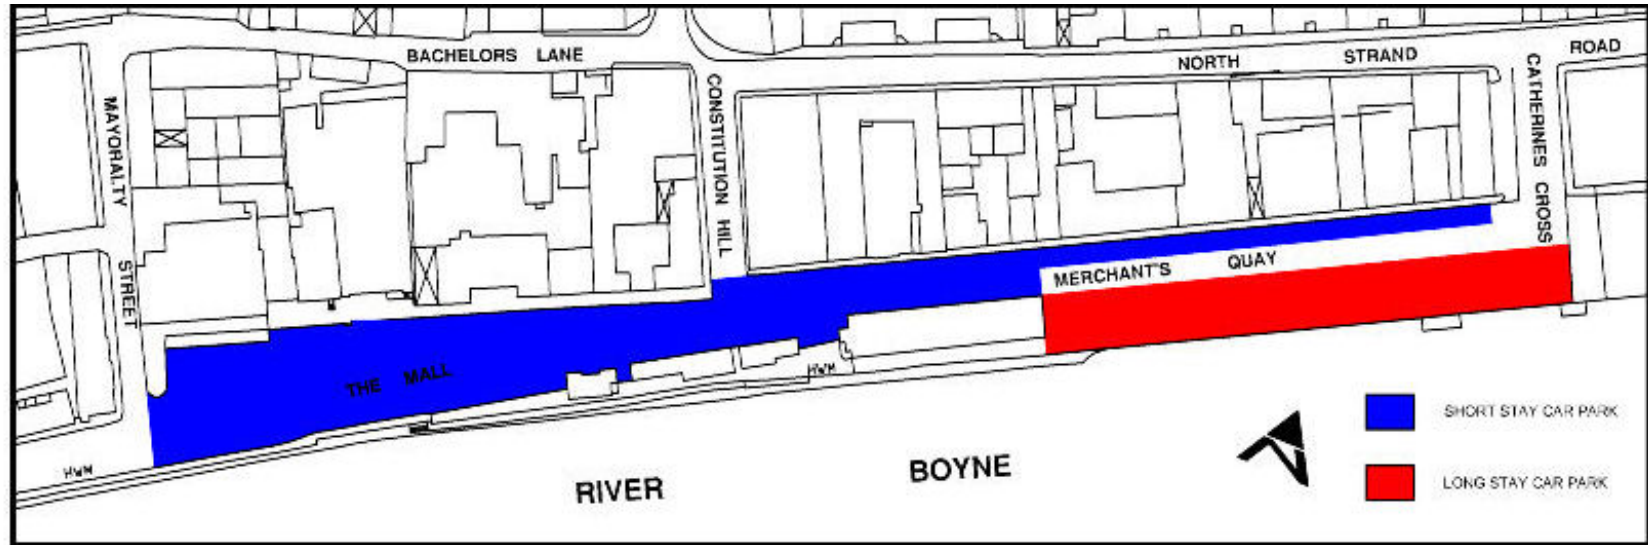 BACHELORS LANE
NORTH STRAND ROAD
MAYORALTY STREET
CONSTITUTION HILL
CATHERINES CROSS
MERCHANT'S QUAY
THE MALL
HWM
HWM
RIVER BOYNE
SHORT STAY CAR PARK
LONG STAY CAR PARK